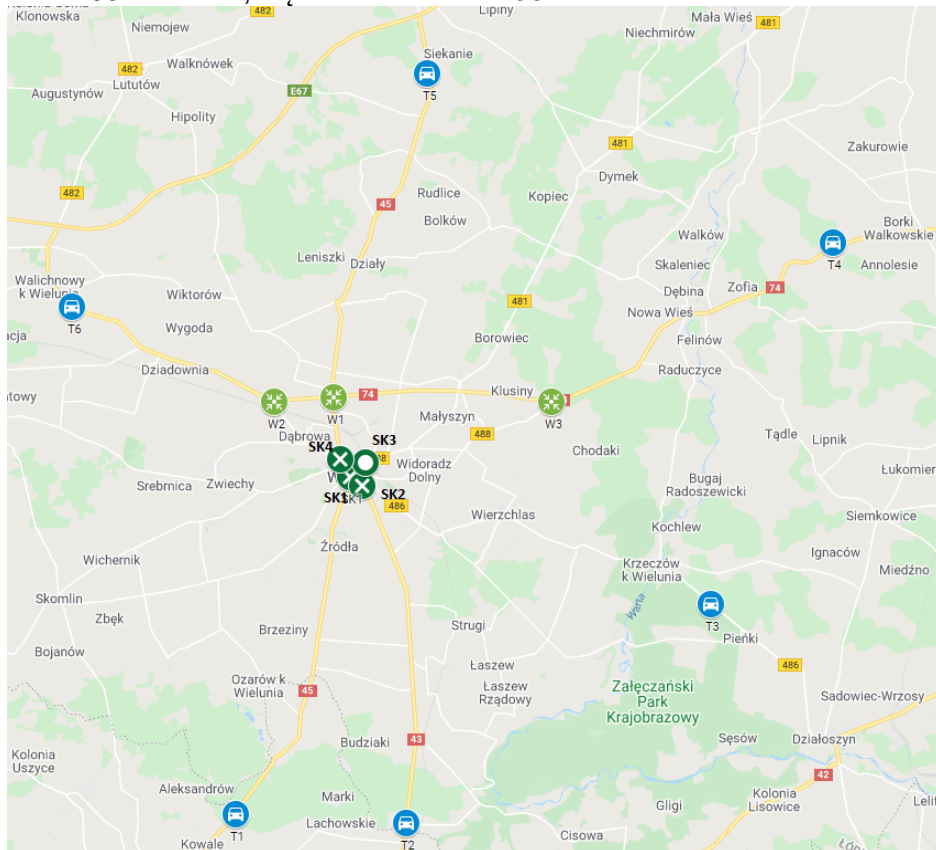 482
Lipiny
Mała Wieś
481
Klonowska
Niemojew
Niechmirów
Walknówek
Siekanie
482
Lututów
T5
Augustynów
E67
Hipolity
481
Zakurowie
Dymek
482
Rudlice
Kopiec
45
Bolków
Borki
Walkowskie
Walków
Leniszki
Działy
T4
Annolesie
Skaleniec
Walichnowy
k Wielunia
Wiktorów
Dębina
Zofia
74
481
Nowa Wieś
T6
Wygoda
Borowiec
Felinów
Działdownia
Raduczyce
Klusiny
74
W2
W1
Małyszyn
W3
Dąbrowa
488
Tądle
Lipnik
SK3
SK4
Chodaki
Widoradz
Dolny
Srebrnica
Zwiechy
SK1
SK2
486
Bugaj
Radoszewicki
Łukomier
Wierzchlas
Siemkowice
Kochlew
Źródła
Ignaców
Wichernik
Krzeczów
k Wielunia
Miedźno
Skomlin
Warta
T3
Zbęk
Brzeziny
Strugi
Pieńki
Bojanów
Łaszew
486
Ożarów k
Wielunia
45
Łaszew
Rządowy
Załęczański
Park
Krajobrazowy
Sadowiec-Wrzosy
Budziaki
43
Sęsów
Działoszyn
Kolonia
Uszyce
42
Aleksandrów
Marki
Kolonia
Lisowice
Gligi
T1
Lachowskie
T2
Cisowa
Kowale